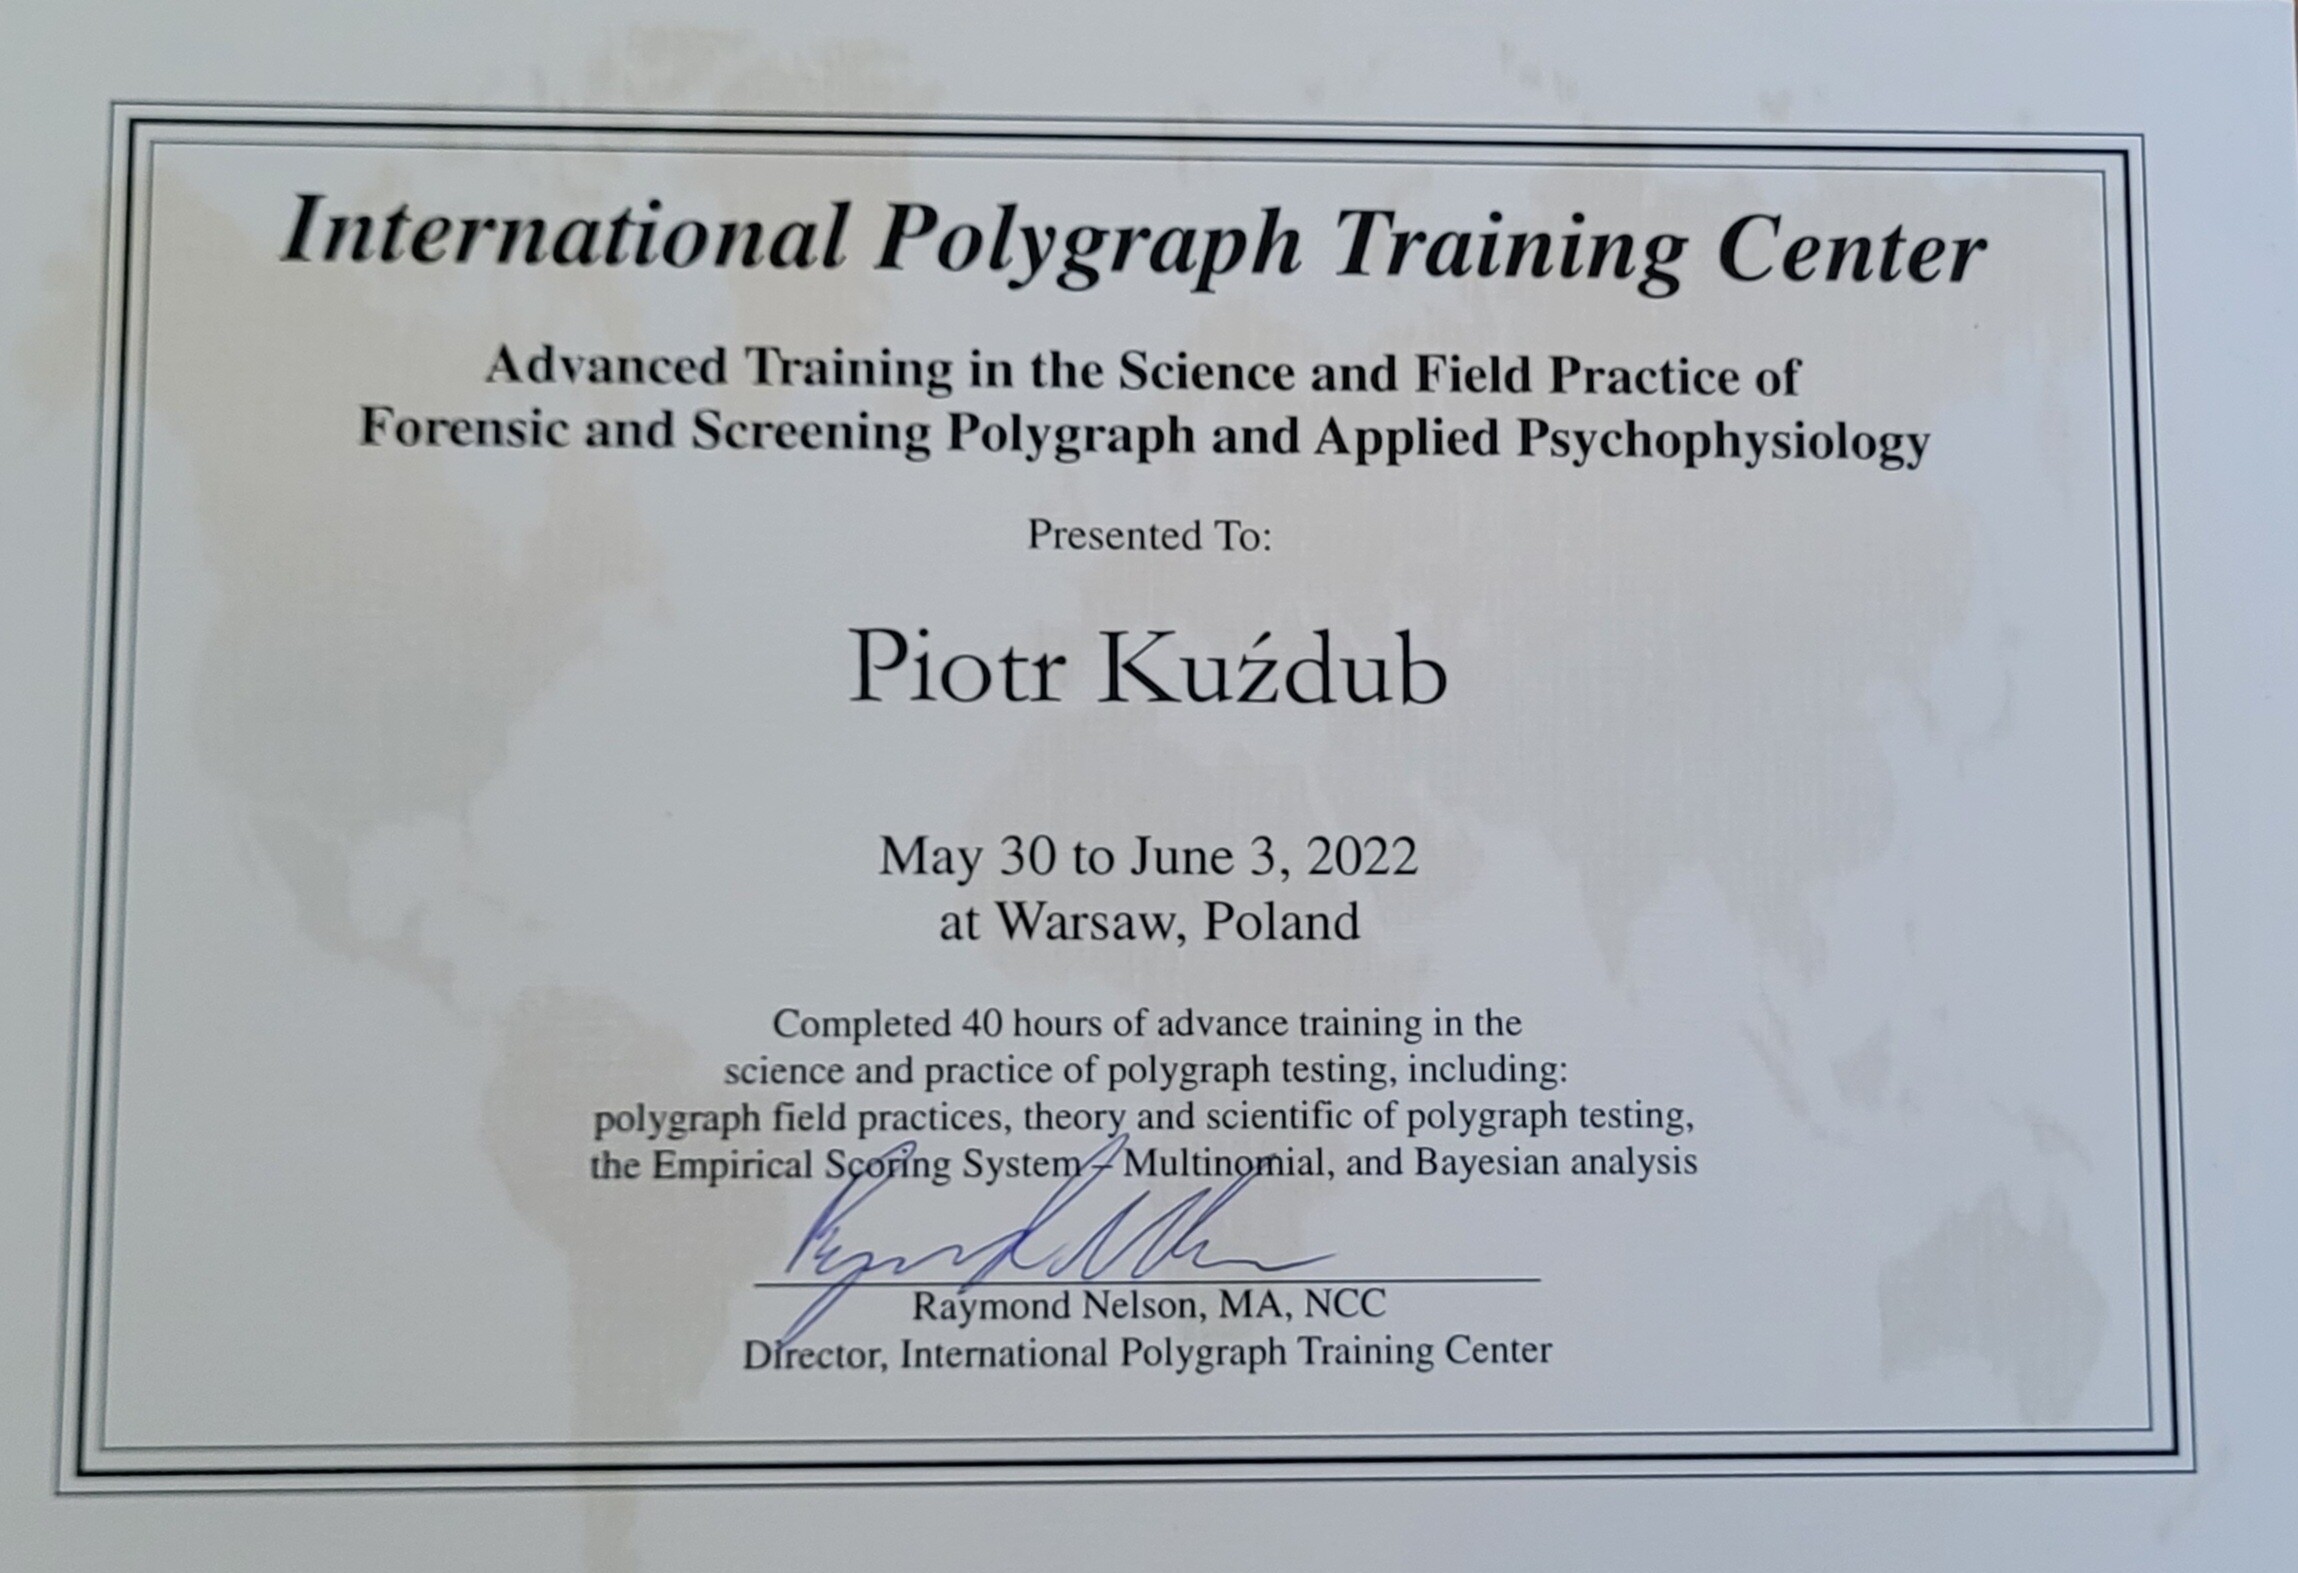 International Polygraph Training Center
Advanced Training in the Science and Field Practice of
Forensic and Screening Polygraph and Applied Psychophysiology
Presented To:
Piotr Kuźdub
May 30 to June 3, 2022
at Warsaw, Poland
Completed 40 hours of advance training in the
science and practice of polygraph testing, including:
polygraph field practices, theory and scientific of polygraph testing,
the Empirical Scoring System – Multinomial, and Bayesian analysis
Raymond Nelson, MA, NCC
Director, International Polygraph Training Center